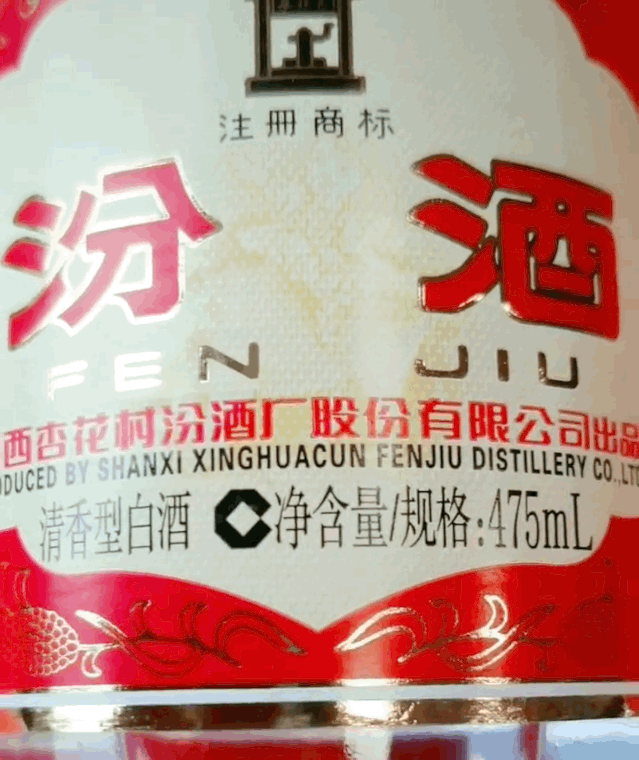 注册商标
汾酒
FEN JIU
西杏花村汾酒厂股份有限公司出品
DUCED BY SHANXI XINGHUACUN FENJIU DISTILLERY CO.,LTD
清香型白酒 净含量/规格:475mL